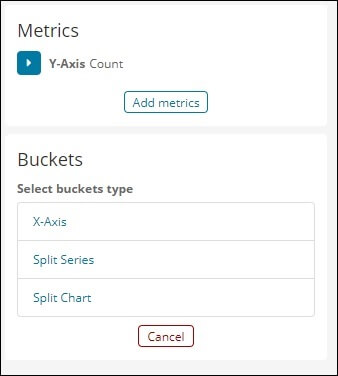 Metrics
Y-Axis Count
Add metrics
Buckets
Select buckets type
X-Axis
Split Series
Split Chart
Cancel